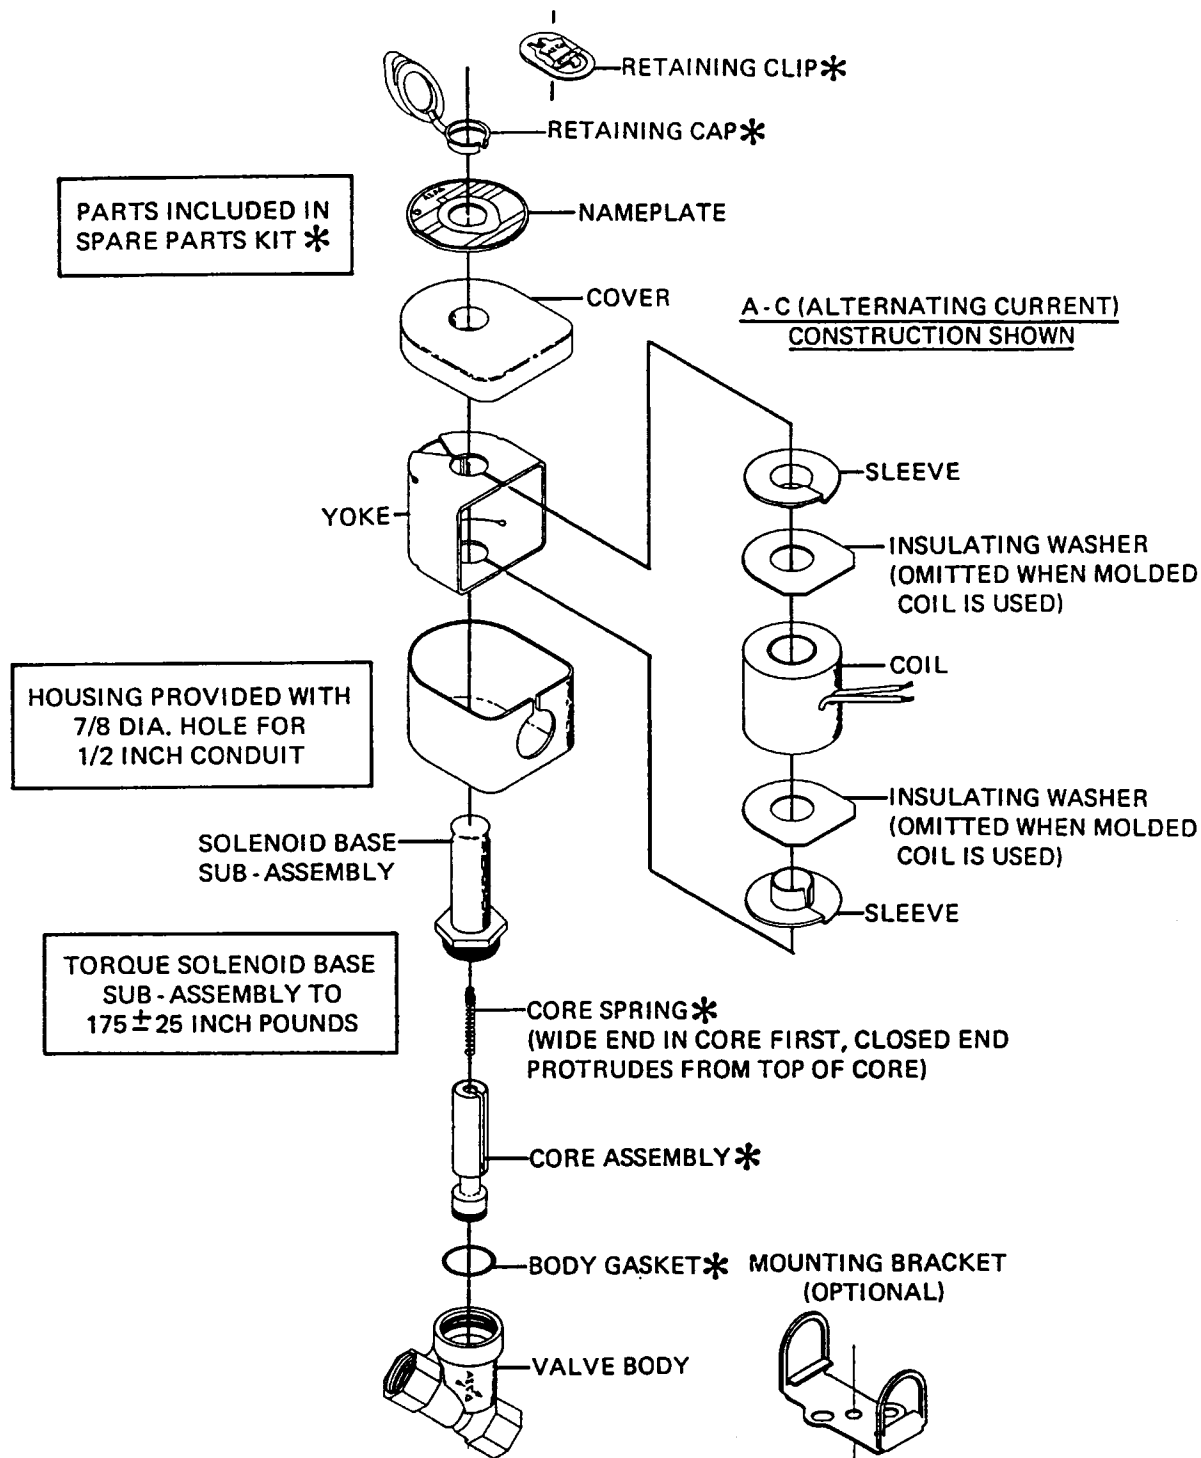 RETAINING CLIP*
RETAINING CAP*
PARTS INCLUDED IN
SPARE PARTS KIT *
NAMEPLATE
COVER
A-C (ALTERNATING CURRENT)
CONSTRUCTION SHOWN
SLEEVE
YOKE
INSULATING WASHER
(OMITTED WHEN MOLDED
COIL IS USED)
COIL
HOUSING PROVIDED WITH
7/8 DIA. HOLE FOR
1/2 INCH CONDUIT
INSULATING WASHER
(OMITTED WHEN MOLDED
COIL IS USED)
SOLENOID BASE
SUB-ASSEMBLY
SLEEVE
TORQUE SOLENOID BASE
SUB-ASSEMBLY TO
175±25 INCH POUNDS
CORE SPRING*
(WIDE END IN CORE FIRST, CLOSED END
PROTRUDES FROM TOP OF CORE)
CORE ASSEMBLY*
BODY GASKET*
MOUNTING BRACKET
(OPTIONAL)
VALVE BODY